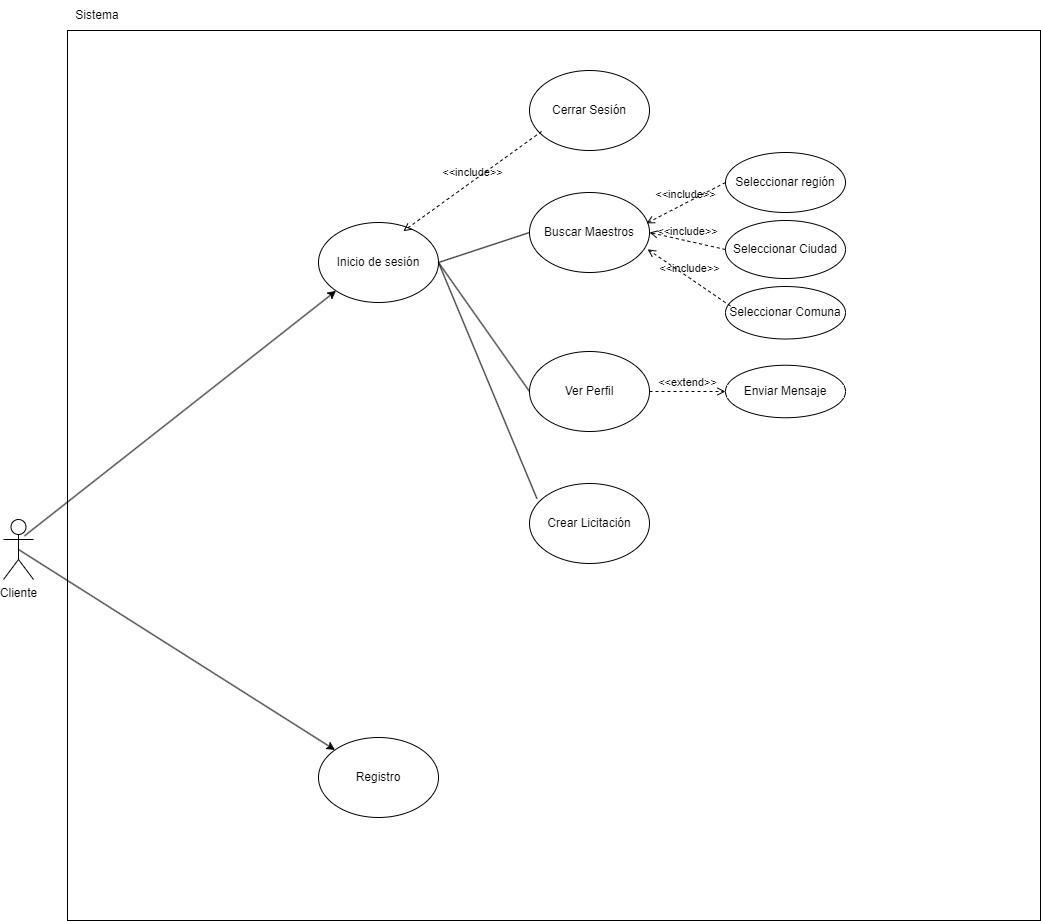 Sistema
Cerrar Sesión
<<include>>
Seleccionar región
<<include>>
Buscar Maestros
<<include>>
Seleccionar Ciudad
Inicio de sesión
<<include>>
Seleccionar Comuna
<<extend>>
Ver Perfil
Enviar Mensaje
Crear Licitación
Cliente
Registro